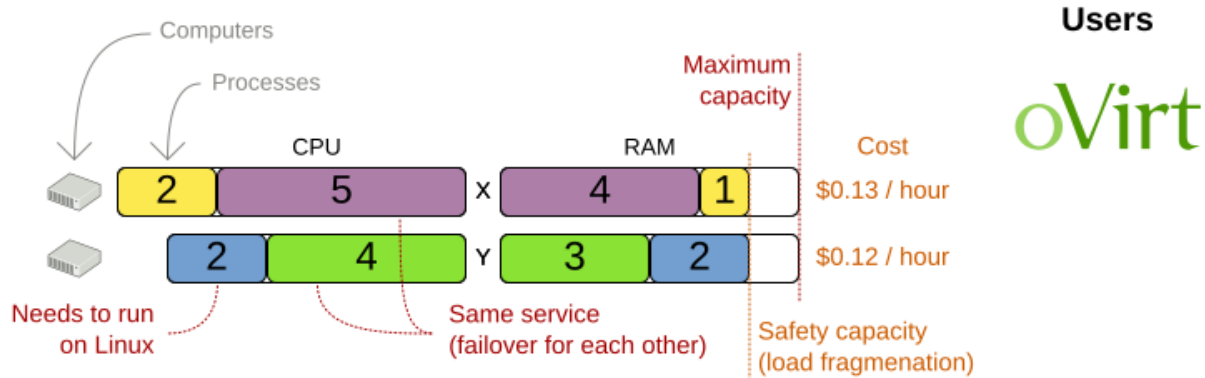 Users
Computers
Processes
Maximum
capacity
oVirt
CPU
RAM
Cost
2
5
X
4
1
$0.13 / hour
2
4
Y
3
2
$0.12 / hour
Needs to run
on Linux
Same service
(failover for each other)
Safety capacity
(load fragmenation)